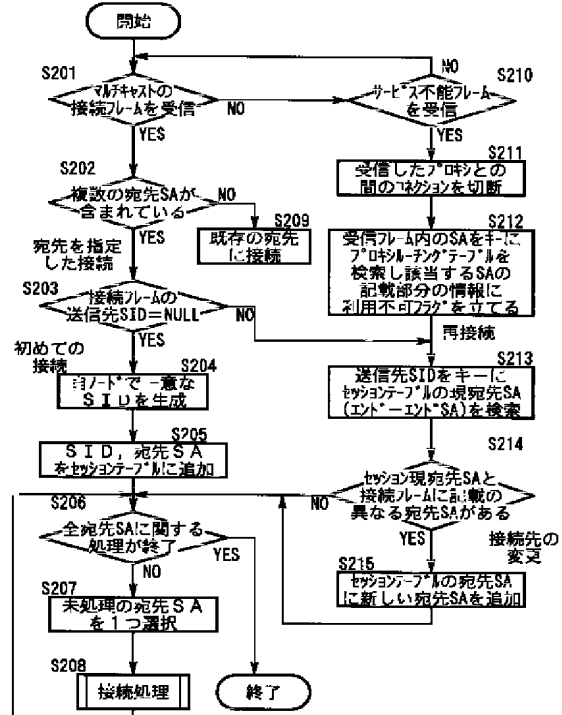 開始
S201
マルチキャストの
接続フレームを受信
YES
NO
S202
複数の宛先SAが
含まれている
NO
YES
S209
既存の宛先
に接続
宛先を指定
した接続
S203
接続フレームの
送信先SID=NULL
NO
YES
初めての
接続
S204
自ノードで一意な
SIDを生成
S205
SID,宛先SA
をセッションテーブルに追加
S206
全宛先SAに関する
処理が終了
YES
NO
S207
未処理の宛先SA
を1つ選択
S208
接続処理
終了
NO
S210
サービス不能フレーム
を受信
YES
S211
受信したプロキシとの
間のコネクションを切断
S212
受信フレーム内のSAをキーに
プロキシルーチングテーブルを
検索し該当するSAの
記載部分の情報に
利用不可フラグを立てる
再接続
S213
送信先SIDをキーに
セッションテーブルの現宛先SA
(エンドーエンドSA)を検索
S214
セッション現宛先SAと
接続フレームに記載の
異なる宛先SAがある
NO
YES
接続先の
変更
S215
セッションテーブルの宛先SA
に新しい宛先SAを追加